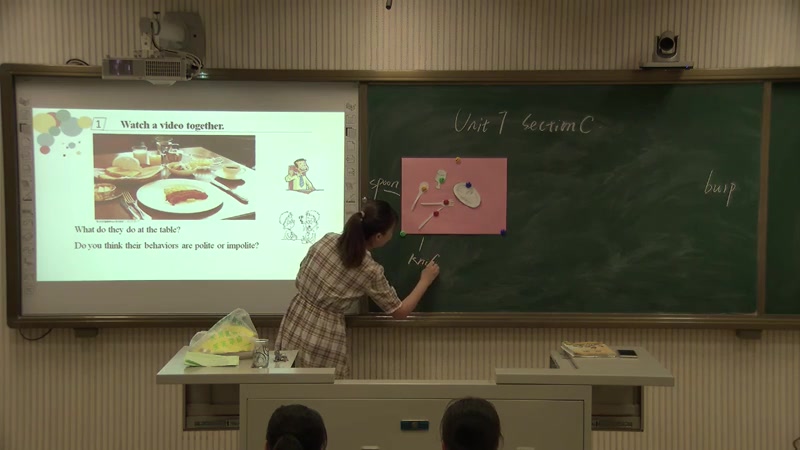 1 Watch a video together.
What do they do at the table?
Do you think their behaviors are polite or impolite?
Unit 7 Section C
spoon
knif
burp